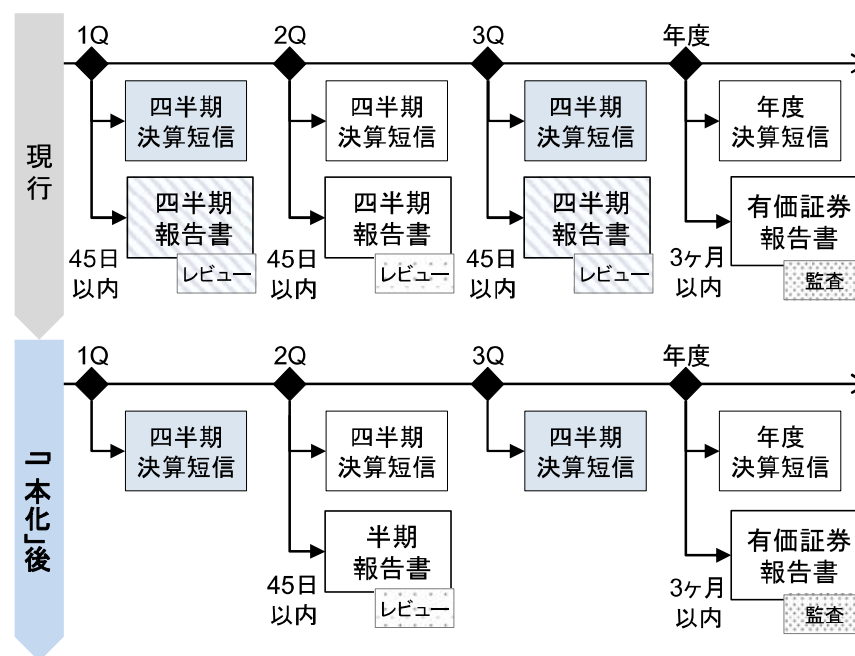 現行
1Q
2Q
3Q
年度
四半期
決算短信
四半期
決算短信
四半期
決算短信
年度
決算短信
四半期
報告書
レビュー
45日
以内
四半期
報告書
レビュー
45日
以内
四半期
報告書
レビュー
45日
以内
有価証券
報告書
監査
3ヶ月
以内
「一本化」後
1Q
2Q
3Q
年度
四半期
決算短信
四半期
決算短信
四半期
決算短信
年度
決算短信
半期
報告書
レビュー
45日
以内
有価証券
報告書
監査
3ヶ月
以内